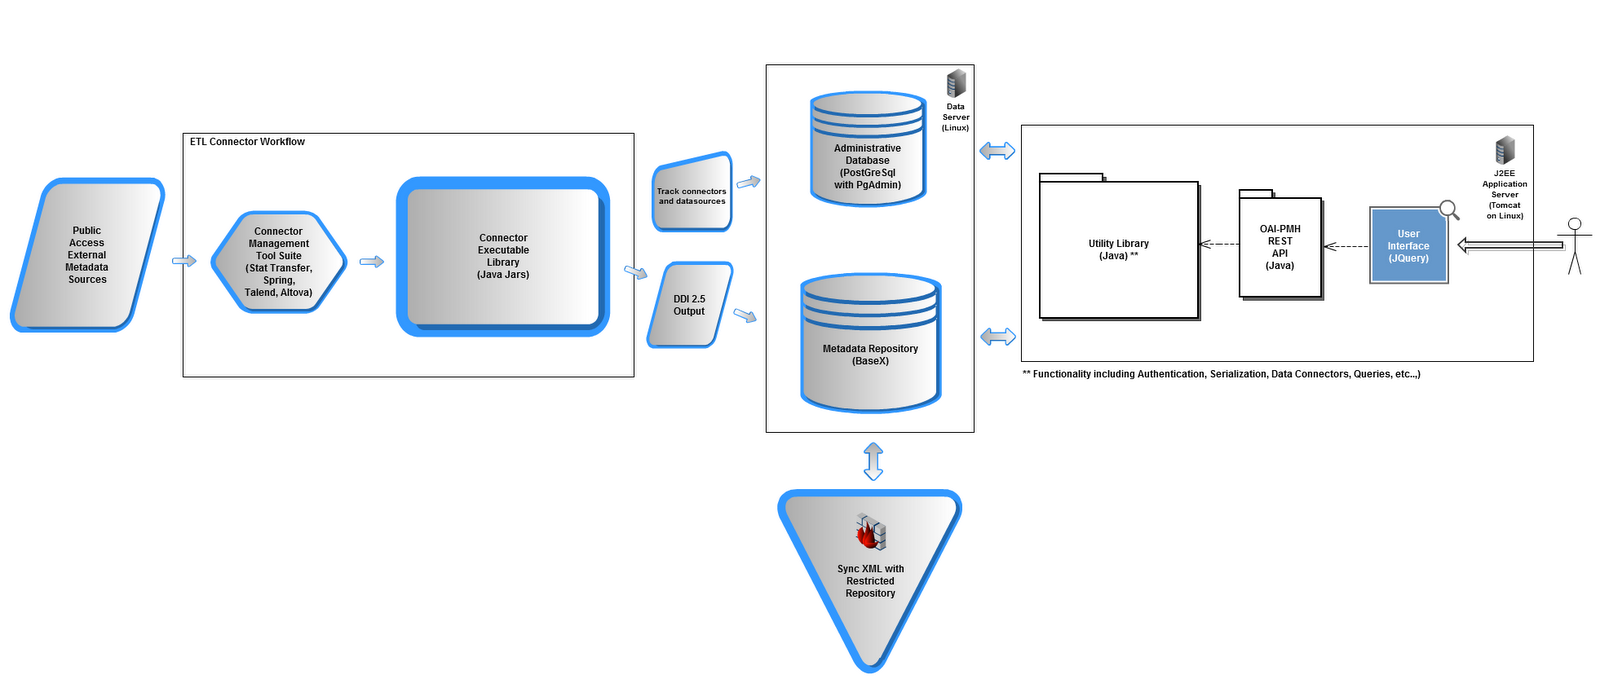 ETL Connector Workflow
Public
Access
External
Metadata
Sources
Connector
Management
Tool Suite
(Stat Transfer,
Spring,
Talend, Altova)
Connector
Executable
Library
(Java Jars)
Track connectors
and datasources
DDI 2.5
Output
Data
Server
(Linux)
Administrative
Database
(PostGreSql
with PgAdmin)
Metadata Repository
(BaseX)
Sync XML with
Restricted
Repository
J2EE
Application
Server
(Tomcat
on Linux)
Utility Library
(Java) **
OAI-PMH
REST
API
(Java)
User
Interface
(JQuery)
** Functionality including Authentication, Serialization, Data Connectors, Queries, etc..,)